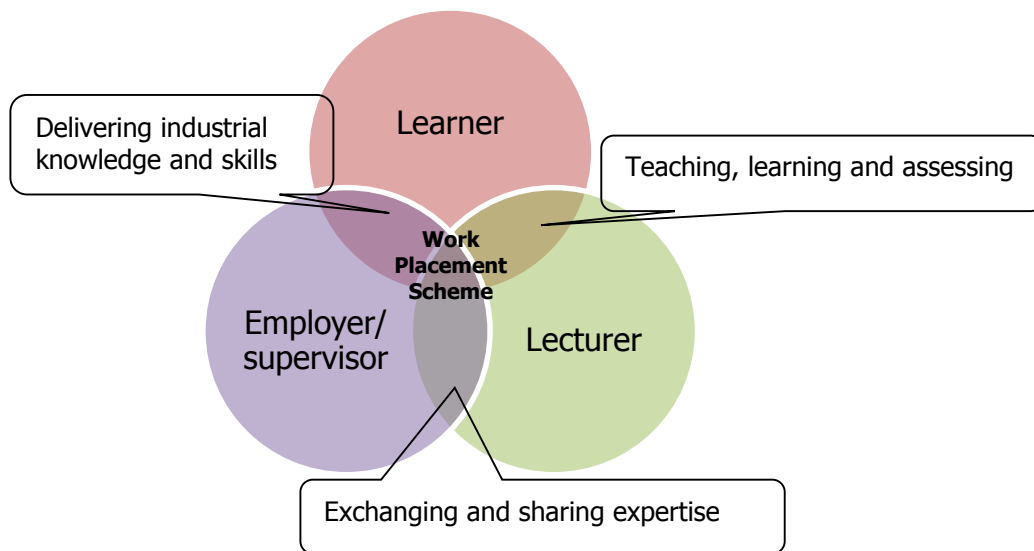 Learner
Delivering industrial
knowledge and skills
Teaching, learning and assessing
Work
Placement
Scheme
Employer/
supervisor
Lecturer
Exchanging and sharing expertise